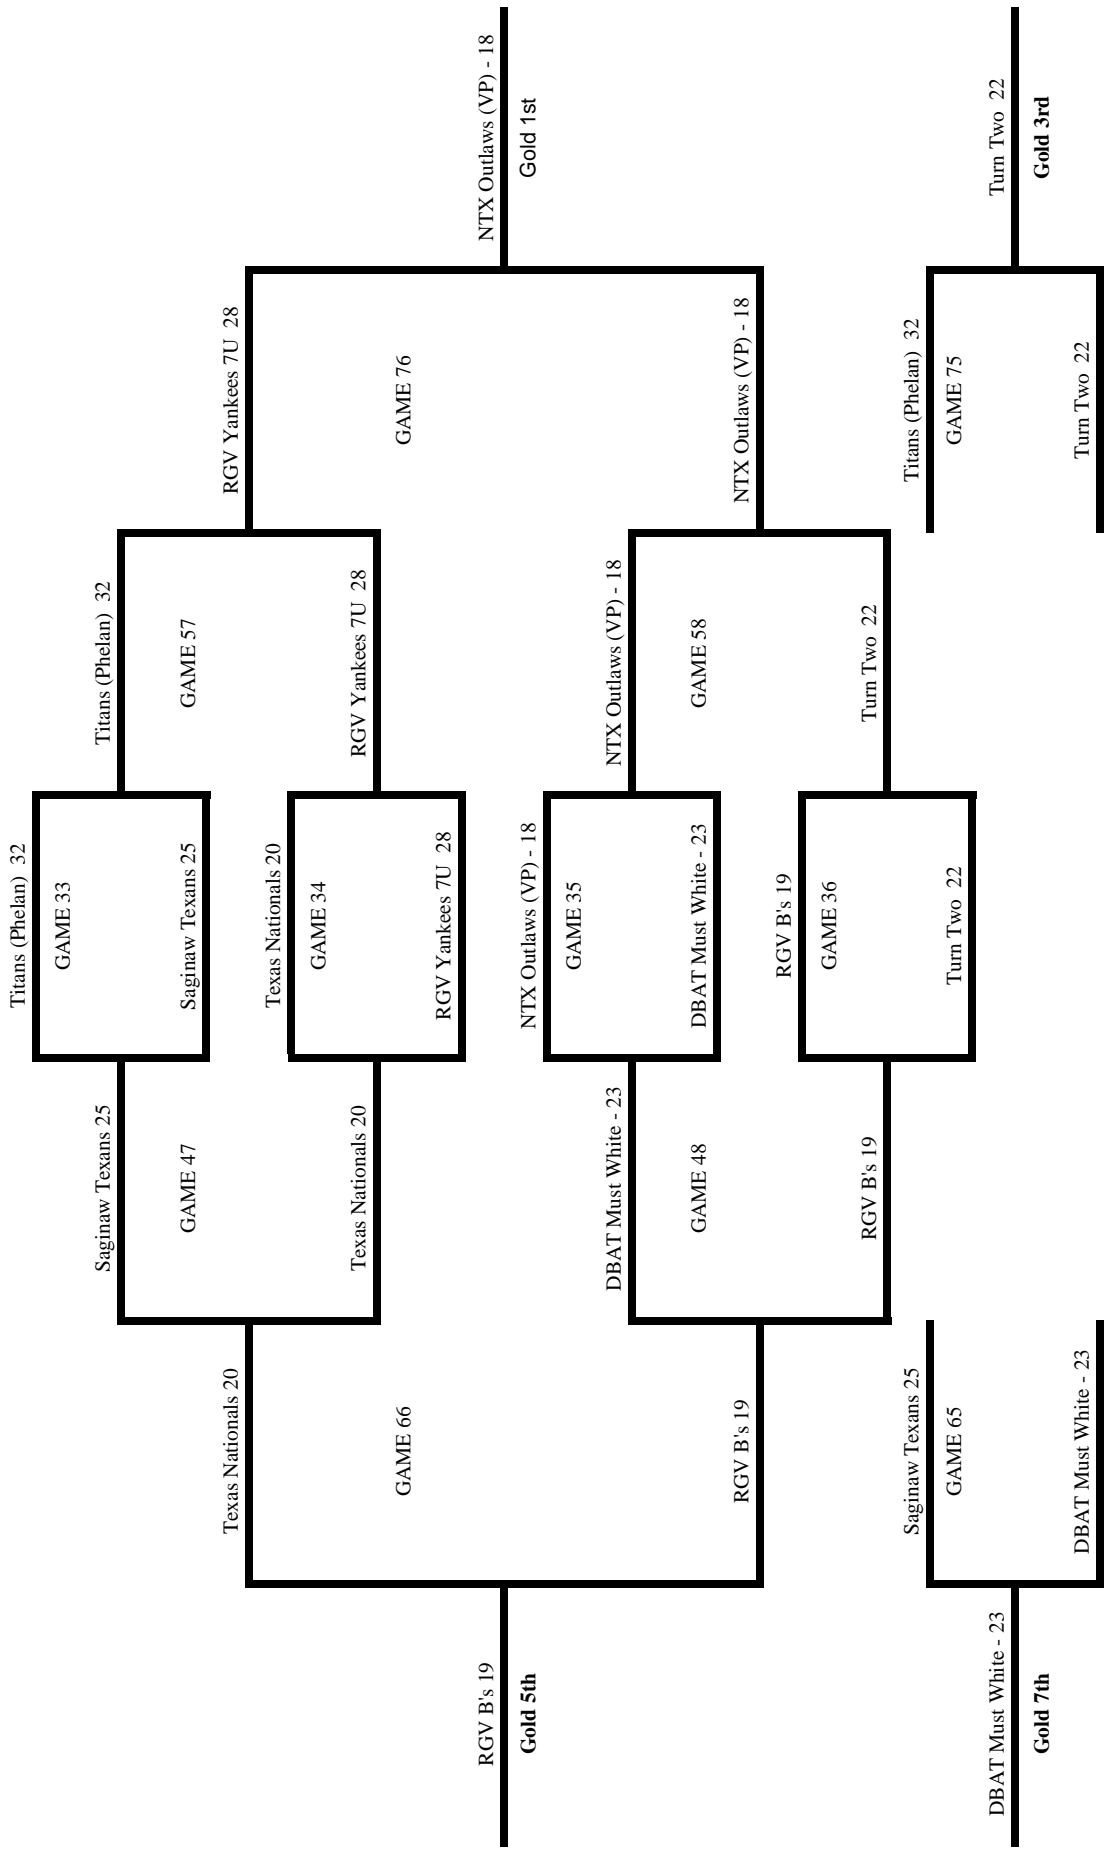 Titans (Phelan) 32
GAME 33
Saginaw Texans 25
Titans (Phelan) 32
GAME 47
Saginaw Texans 25
GAME 57
Texas Nationals 20
RGV Yankees 7U 28
Texas Nationals 20
GAME 34
Texas Nationals 20
RGV Yankees 7U 28
GAME 66
GAME 76
RGV Yankees 7U 28
RGV B's 19
NTX Outlaws (VP) - 18
Gold 5th
NTX Outlaws (VP) - 18
Gold 1st
GAME 35
DBAT Must White - 23
NTX Outlaws (VP) - 18
GAME 48
DBAT Must White - 23
GAME 58
RGV B's 19
NTX Outlaws (VP) - 18
RGV B's 19
GAME 36
RGV B's 19
Turn Two 22
Saginaw Texans 25
Titans (Phelan) 32
GAME 65
Turn Two 22
GAME 75
DBAT Must White - 23
Turn Two 22
Gold 7th
Gold 3rd
DBAT Must White - 23
Turn Two 22